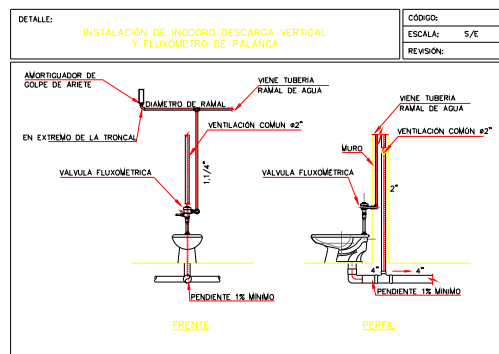 DETALLE:
INSTALACIÓN DE INODORO DESCARGA VERTICAL
Y FLUXÓMETRO DE PALANCA
CÓDIGO:
ESCALA: S/E
REVISIÓN:
AMORTIGUADOR DE
GOLPE DE ARIETE
DIAMETRO DE RAMAL
VIENE TUBERIA
RAMAL DE AGUA
EN EXTREMO DE LA TRONCAL
VENTILACIÓN COMUN ø2"
1.1/4"
VÁLVULA FLUXOMÉTRICA
PENDIENTE 1% MÍNIMO
FRENTE
VIENE TUBERIA
RAMAL DE AGUA
VENTILACIÓN COMÚN ø2"
MURO
VÁLVULA FLUXOMÉTRICA
2"
4"
4"
PENDIENTE 1% MÍNIMO
PERFIL